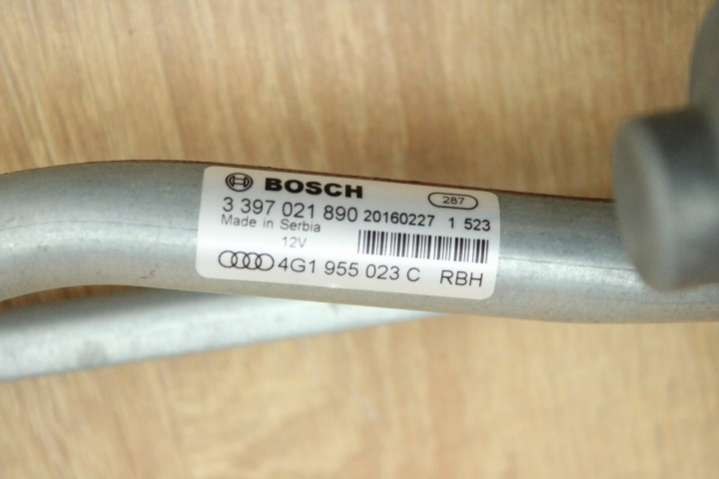 BOSCH 287
3 397 021 890 20160227 1 523
Made in Serbia
12V
4G1 955 023 C RBH